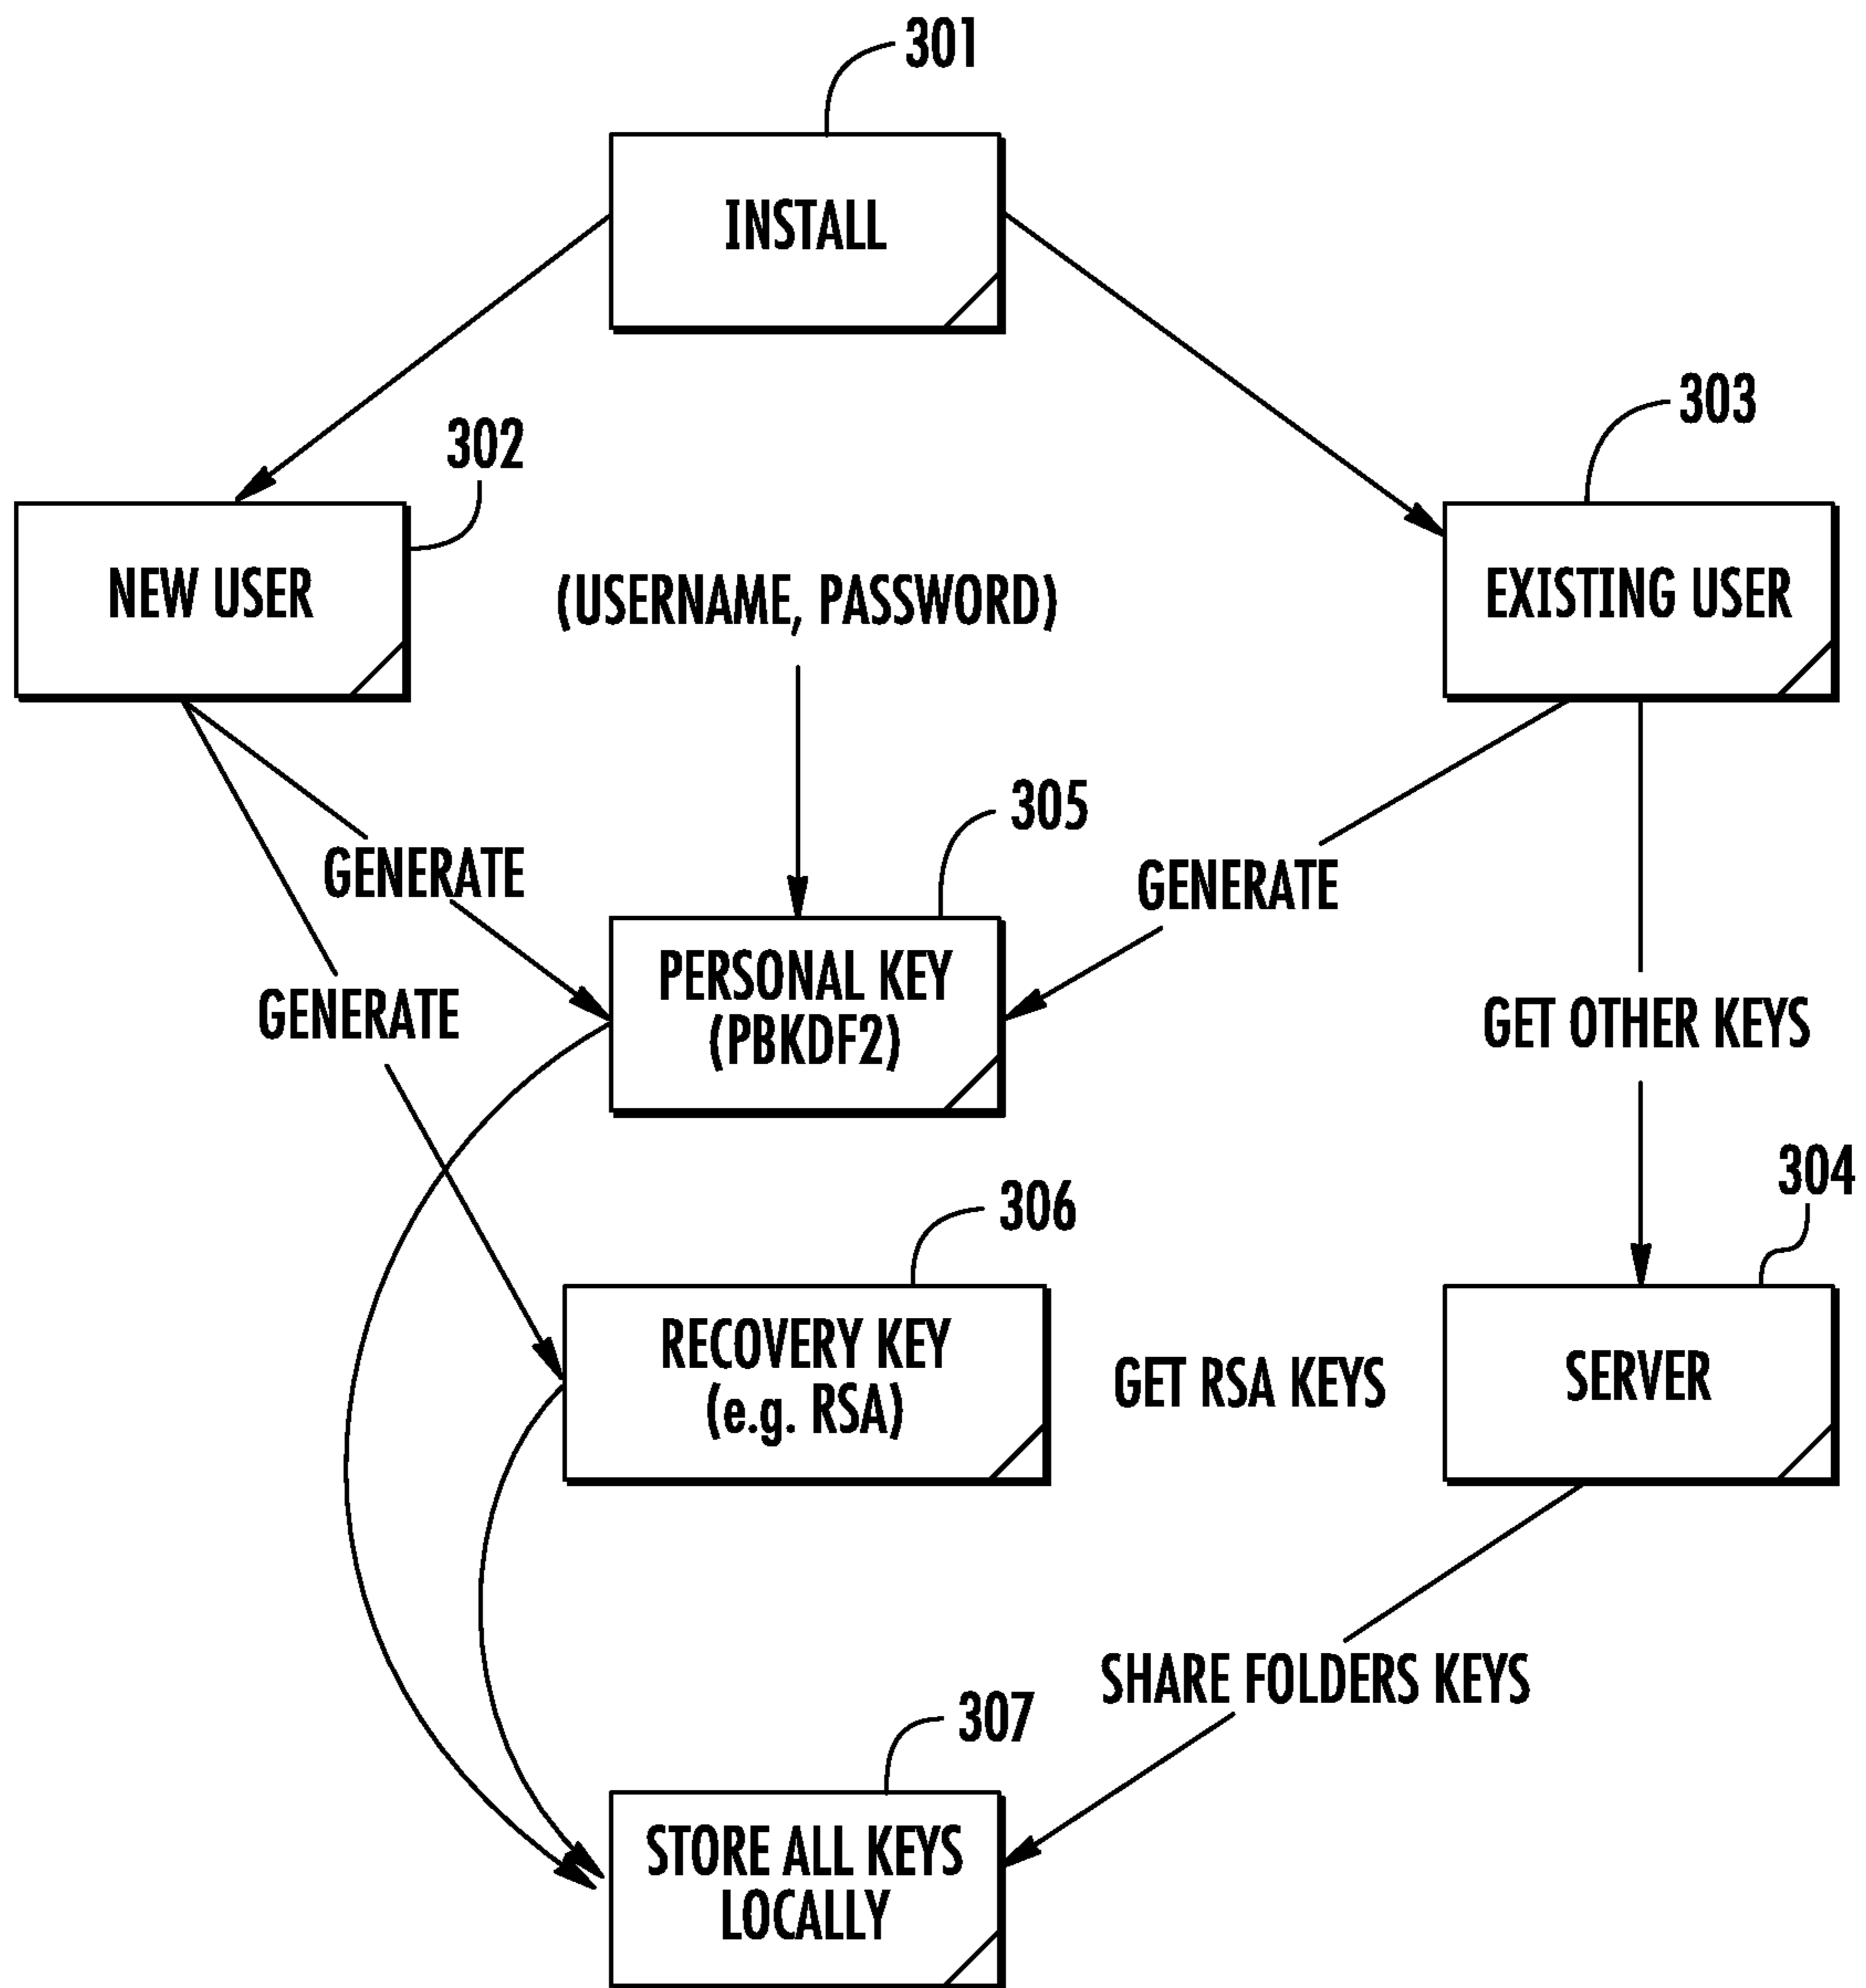 301
INSTALL
303
302
NEW USER
(USERNAME, PASSWORD)
EXISTING USER
305
GENERATE
GENERATE
PERSONAL KEY
(PBKDF2)
GENERATE
GET OTHER KEYS
304
306
RECOVERY KEY
(e.g. RSA)
GET RSA KEYS
SERVER
SHARE FOLDERS KEYS
307
STORE ALL KEYS
LOCALLY